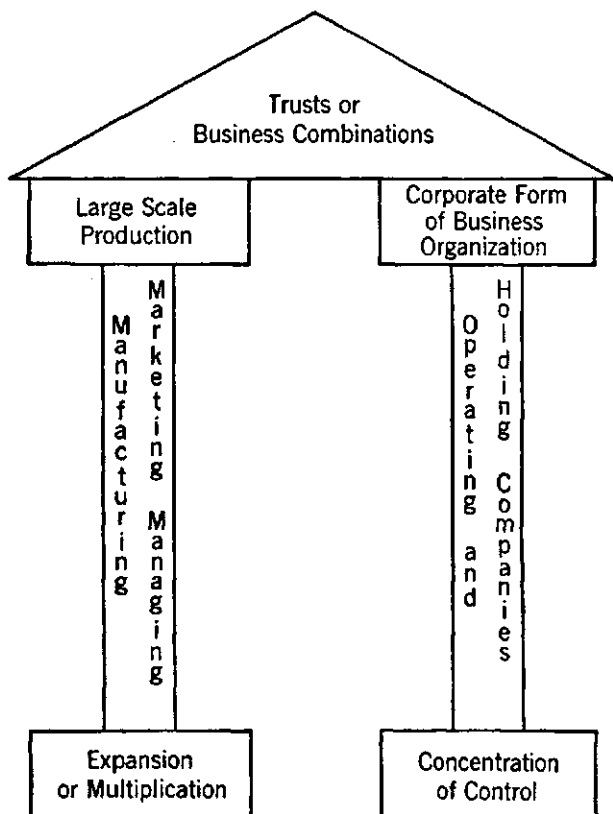 Trusts or
Business Combinations
Large Scale
Production
Corporate Form
of Business
Organization
Manufacturing
Marketing Managing
Operating and
Holding Companies
Expansion
or Multiplication
Concentration
of Control